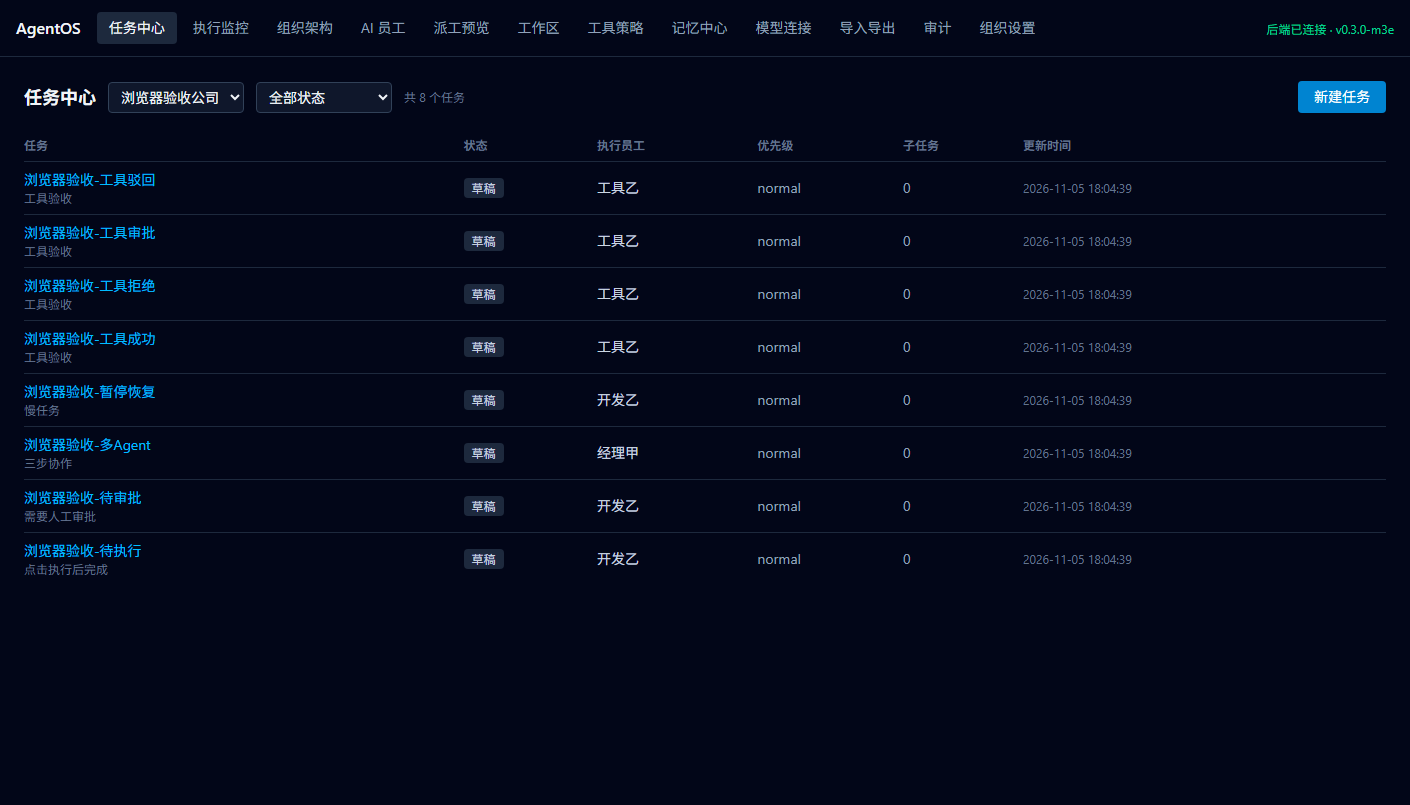 AgentOS 任务中心 执行监控 组织架构 AI 员工 派工预览 工作区 工具策略 记忆中心 模型连接 导入导出 审计 组织设置 后端已连接 · v0.3.0-m3e
任务中心 浏览器验收公司 全部状态 共 8 个任务 新建任务
任务 状态 执行员工 优先级 子任务 更新时间
浏览器验收-工具驳回
工具验收
草稿 工具乙 normal 0 2026-11-05 18:04:39
浏览器验收-工具审批
工具验收
草稿 工具乙 normal 0 2026-11-05 18:04:39
浏览器验收-工具拒绝
工具验收
草稿 工具乙 normal 0 2026-11-05 18:04:39
浏览器验收-工具成功
工具验收
草稿 工具乙 normal 0 2026-11-05 18:04:39
浏览器验收-暂停恢复
慢任务
草稿 开发乙 normal 0 2026-11-05 18:04:39
浏览器验收-多Agent
三步协作
草稿 经理甲 normal 0 2026-11-05 18:04:39
浏览器验收-待审批
需要人工审批
草稿 开发乙 normal 0 2026-11-05 18:04:39
浏览器验收-待执行
点击执行后完成
草稿 开发乙 normal 0 2026-11-05 18:04:39